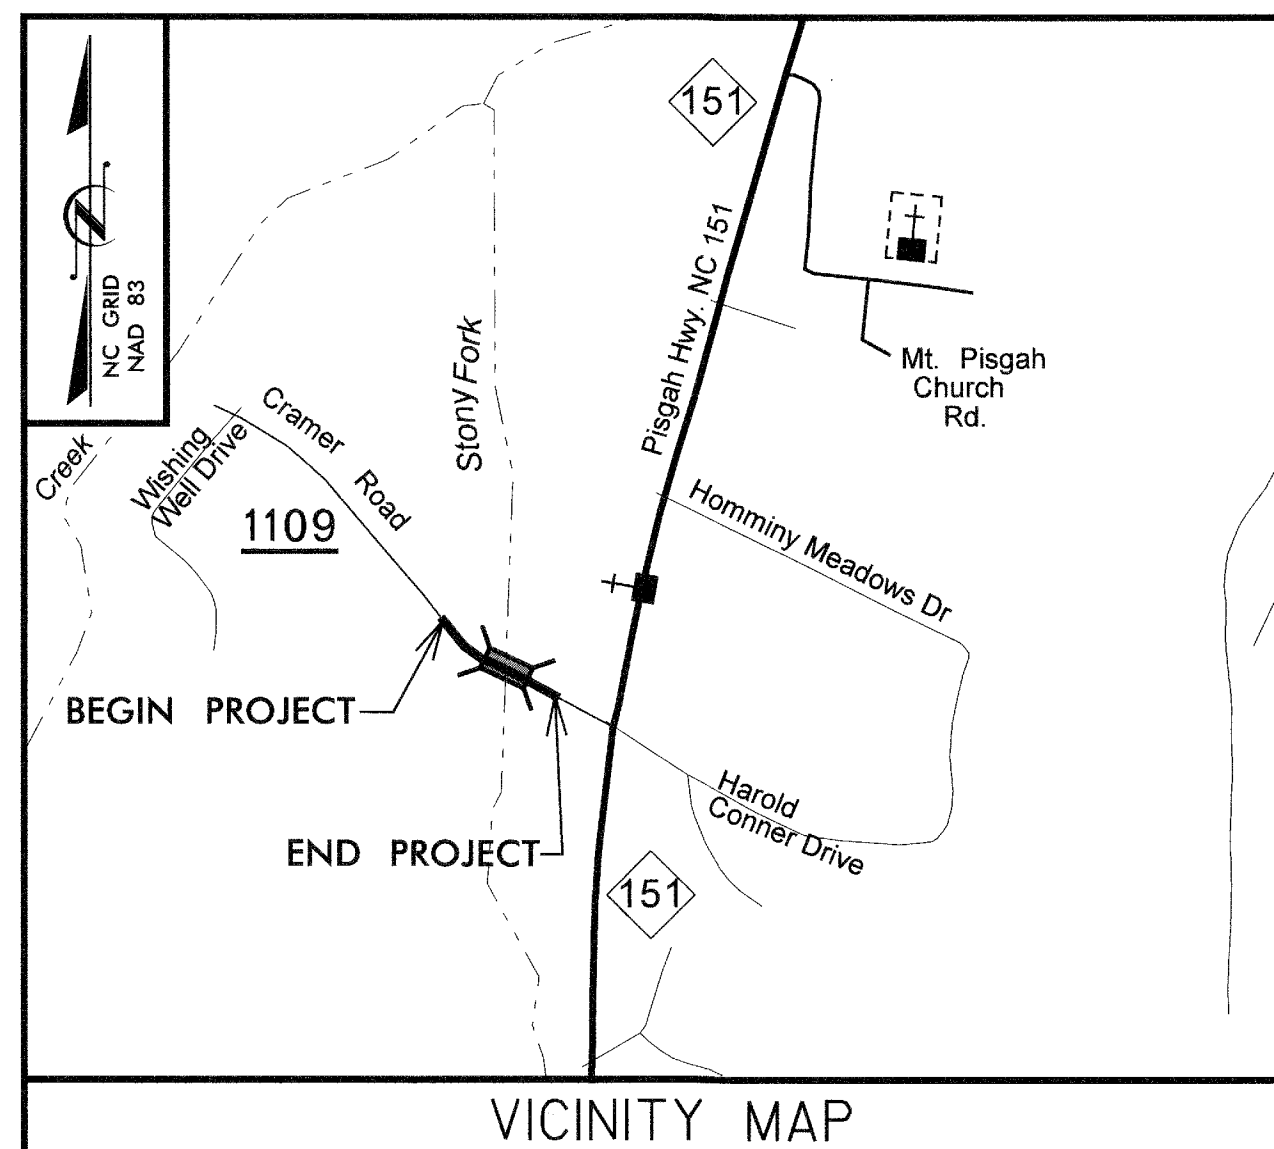 151
NC GRID
NAD 83
Pisgah Hwy. NC 151
Mt. Pisgah
Church
Rd.
Stony Fork
Cramer Road
Creek
Wishing
Well Drive
1109
Homminy Meadows Dr
BEGIN PROJECT
Harold
Conner Drive
END PROJECT
151
VICINITY MAP